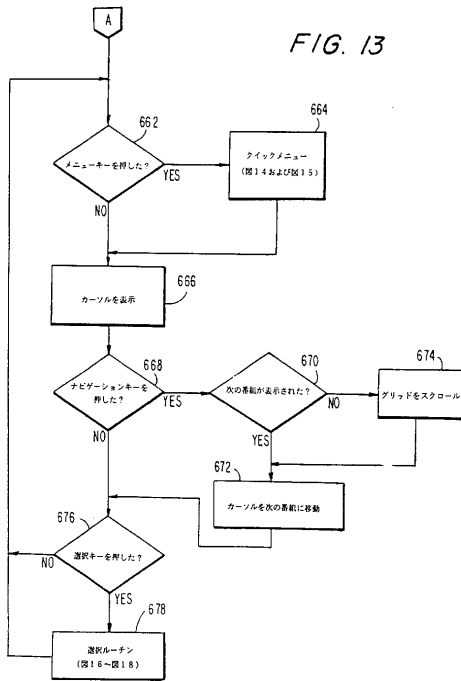 A
FIG. 13
662
メニューキーを押した?
YES
NO
664
クイックメニュー
(図14および図15)
カーソルを表示
666
ナビゲーションキーを
押した?
668
YES
NO
次の番組が表示された?
670
NO
YES
674
グリッドをスクロール
672
カーソルを次の番組に移動
676
選択キーを押した?
NO
YES
678
選択ルーチン
(図16~図18)